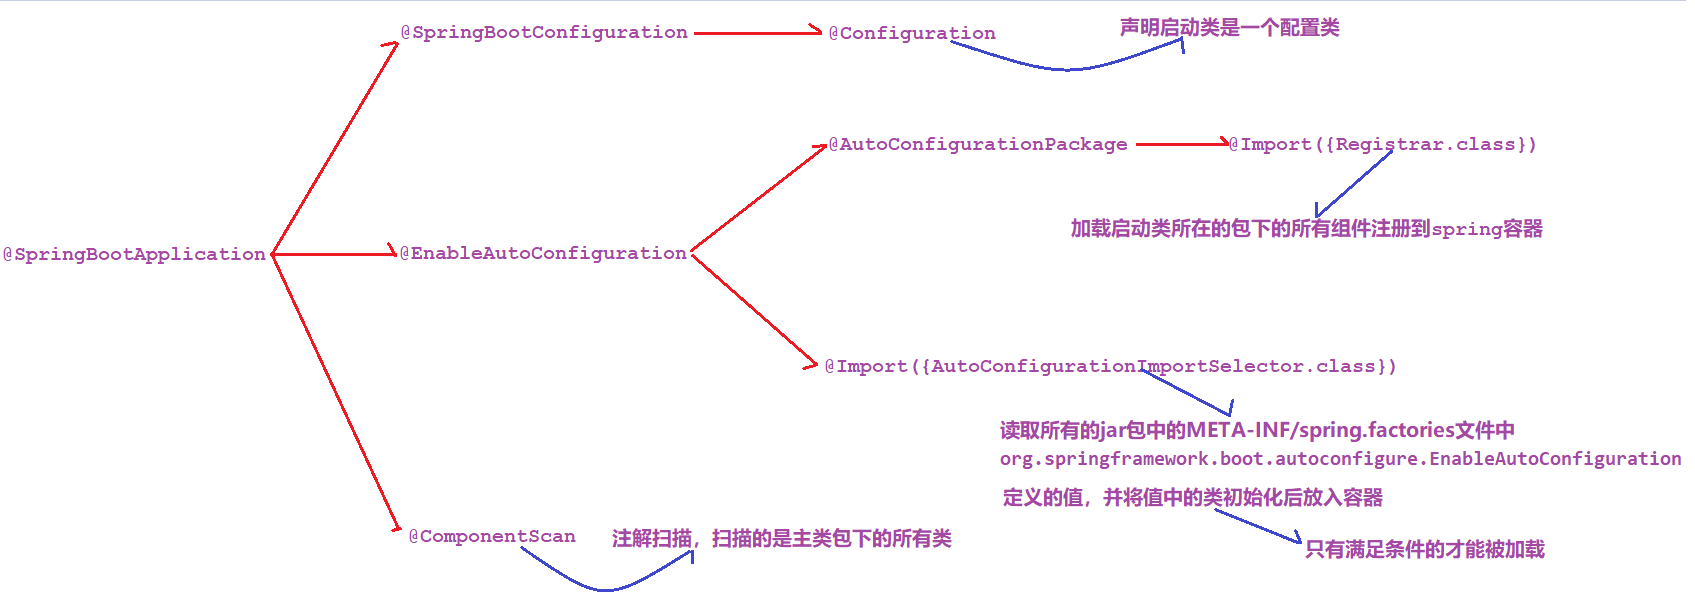 @SpringBootConfiguration
@Configuration
声明启动类是一个配置类
@AutoConfigurationPackage
@Import({Registrar.class})
加载启动类所在的包下的所有组件注册到spring容器
@SpringBootApplication
@EnableAutoConfiguration
@Import({AutoConfigurationImportSelector.class})
读取所有的jar包中的META-INF/spring.factories文件中
org.springframework.boot.autoconfigure.EnableAutoConfiguration
定义的值，并将值中的类初始化后放入容器
@ComponentScan
注解扫描，扫描的是主类包下的所有类
只有满足条件的才能被加载